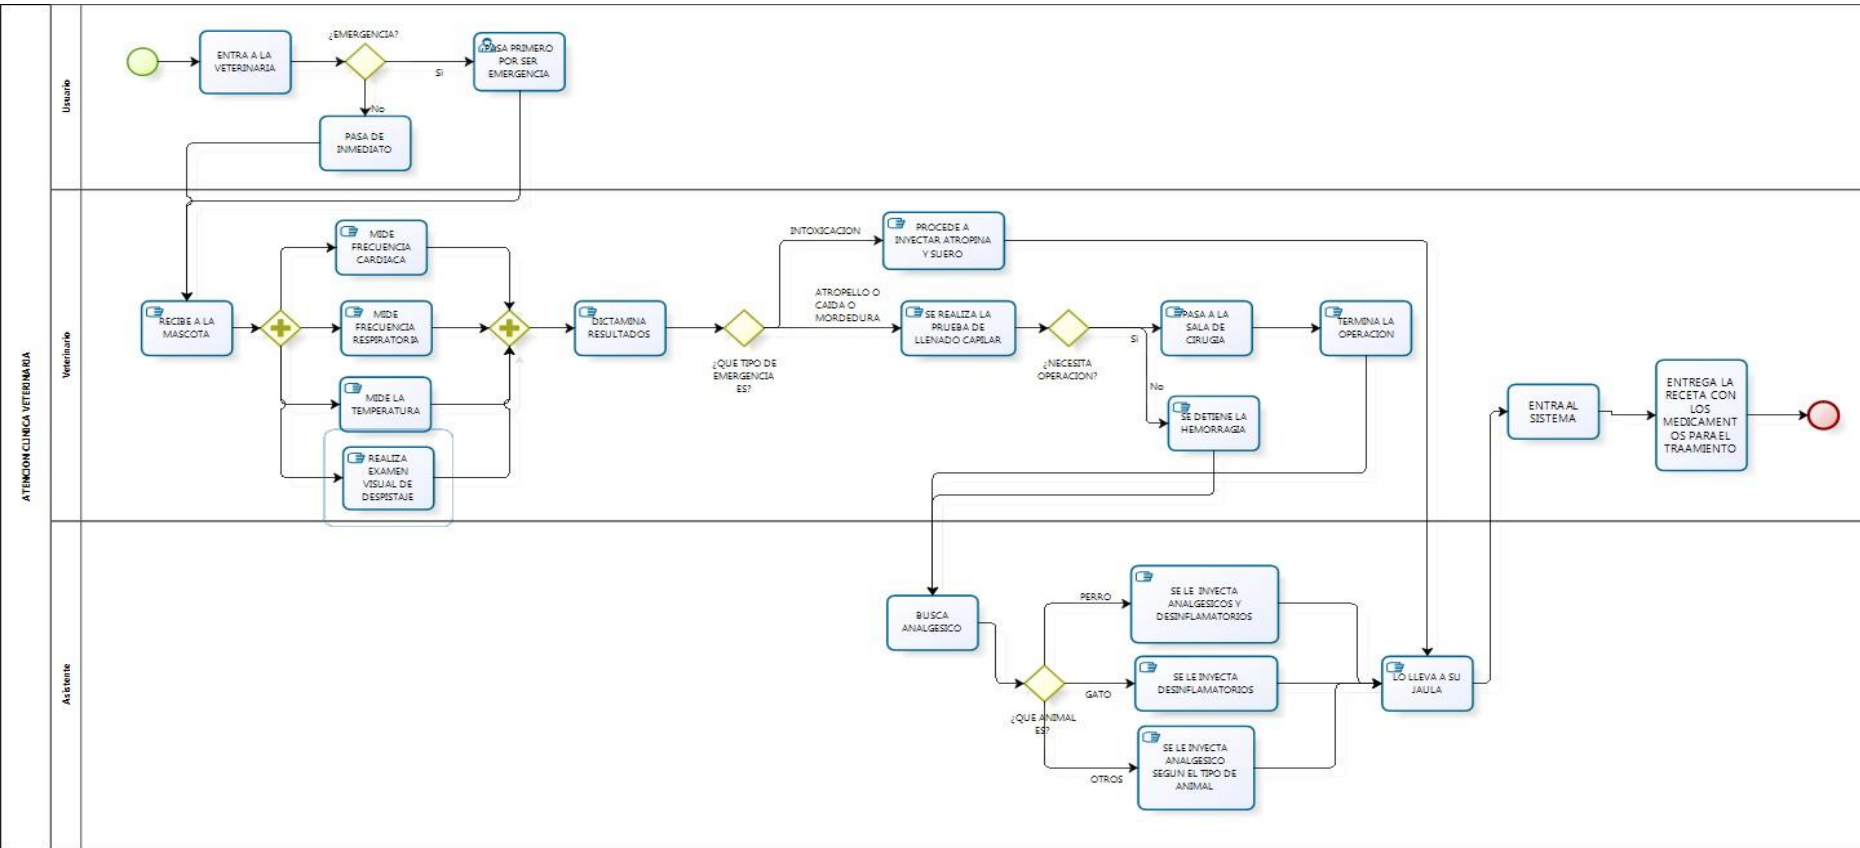 ATENCION CLINICA VETERINARIA
Usuario
ENTRA A LA
VETERINARIA
¿EMERGENCIA?
Si
No
PASA PRIMERO
POR SER
EMERGENCIA
PASA DE
INMEDIATO
Veterinario
RECIBE A LA
MASCOTA
MIDE
FRECUENCIA
CARDIACA
MIDE
FRECUENCIA
RESPIRATORIA
MIDE LA
TEMPERATURA
REALIZA
EXAMEN
VISUAL DE
DESPISTAJE
DICTAMINA
RESULTADOS
¿QUE TIPO DE
EMERGENCIA
ES?
INTOXICACION
PROCEDE A
INYECTAR ATROPINA
Y SUERO
ATROPELLO O
CAIDA O
MORDEDURA
SE REALIZA LA
PRUEBA DE
LLENADO CAPILAR
¿NECESITA
OPERACION?
Si
No
PASA A LA
SALA DE
CIRUGIA
TERMINA LA
OPERACION
SE DETIENE LA
HEMORRAGIA
ENTRA AL
SISTEMA
ENTREGA LA
RECETA CON
LOS
MEDICAMENT
OS PARA EL
TRAAMIENTO
Asistente
BUSCA
ANALGESICO
¿QUE ANIMAL
ES?
PERRO
SE LE INYECTA
ANALGESICOS Y
DESINFLAMATORIOS
GATO
SE LE INYECTA
DESINFLAMATORIOS
OTROS
SE LE INYECTA
ANALGESICO
SEGUN EL TIPO DE
ANIMAL
LO LLEVA A SU
JAULA